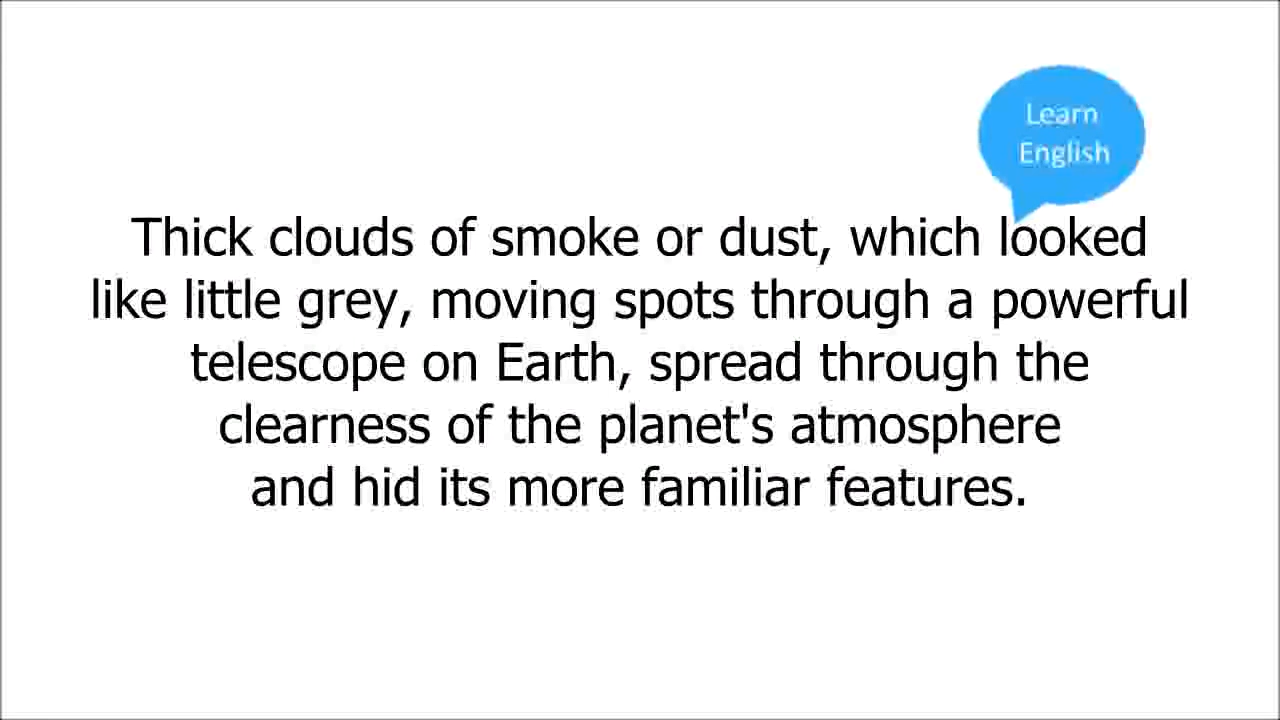 Learn
English
Thick clouds of smoke or dust, which looked
like little grey, moving spots through a powerful
telescope on Earth, spread through the
clearness of the planet's atmosphere
and hid its more familiar features.